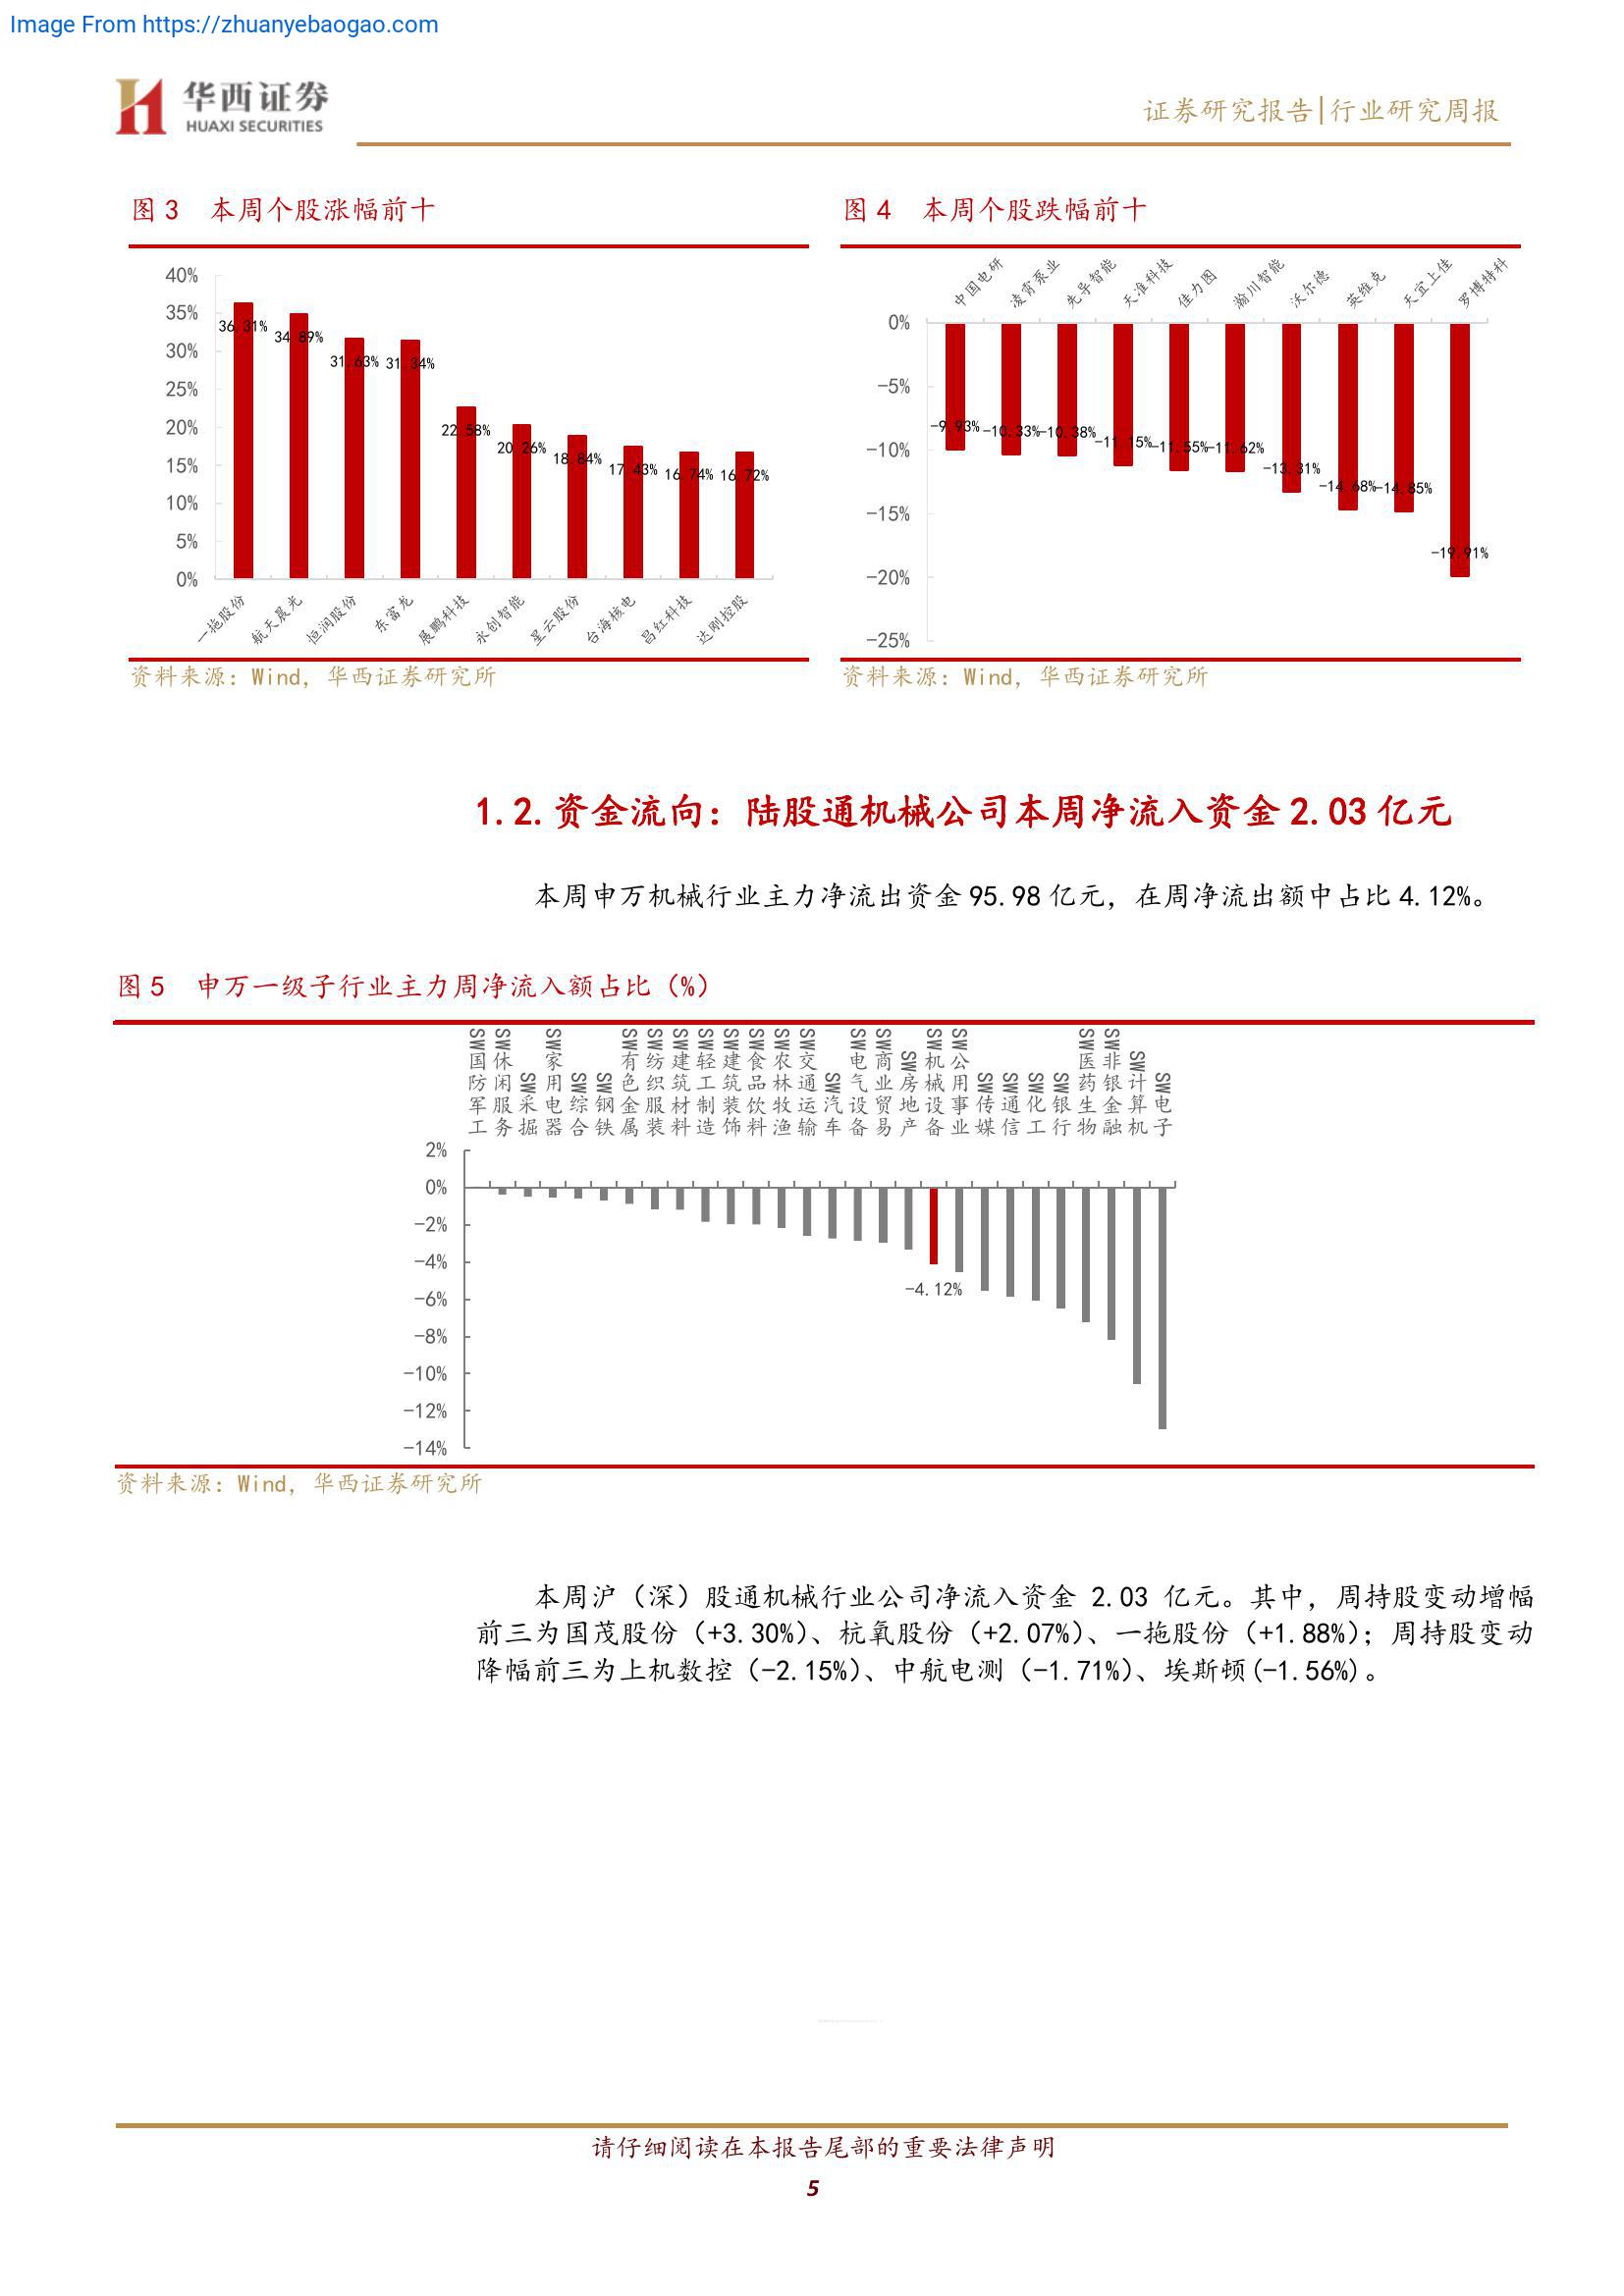 Image From https://zhuanyebaogao.com
华西证券
HUAXI SECURITIES
证券研究报告|行业研究周报
图 3 本周个股涨幅前十
40%
35%
30%
25%
20%
15%
10%
5%
0%
36.31%
34.89%
31.63%
31.34%
22.58%
20.26%
18.84%
17.43%
16.74%
16.72%
一拖股份
航天晨光
恒润股份
东富龙
展鹏科技
永创智能
星云股份
台海核电
昌红科技
达刚控股
资料来源：Wind，华西证券研究所
图 4 本周个股跌幅前十
中国电研
凌霄泵业
先导智能
天准科技
佳力图
瀚川智能
沃尔德
英维克
天宜上佳
罗博特科
0%
-5%
-10%
-15%
-20%
-25%
-9.93%
-10.33%
-10.38%
-11.15%
-11.55%
-11.62%
-13.31%
-14.68%
-14.85%
-19.91%
资料来源：Wind，华西证券研究所
1.2.资金流向：陆股通机械公司本周净流入资金 2.03 亿元
本周申万机械行业主力净流出资金 95.98 亿元，在周净流出额中占比 4.12%。
图 5 申万一级子行业主力周净流入额占比（%）
SW国防军工
SW休闲服务
SW采掘
SW家用电器
SW综合
SW钢铁
SW有色金属
SW纺织服装
SW建筑材料
SW轻工制造
SW建筑装饰
SW食品饮料
SW农林牧渔
SW交通运输
SW汽车
SW电气设备
SW商业贸易
SW房地产
SW机械设备
SW公用事业
SW传媒
SW通信
SW化工
SW银行
SW医药生物
SW非银金融
SW计算机
SW电子
2%
0%
-2%
-4%
-6%
-8%
-10%
-12%
-14%
-4.12%
资料来源：Wind，华西证券研究所
本周沪（深）股通机械行业公司净流入资金 2.03 亿元。其中，周持股变动增幅
前三为国茂股份（+3.30%）、杭氧股份（+2.07%）、一拖股份（+1.88%）；周持股变动
降幅前三为上机数控（-2.15%）、中航电测（-1.71%）、埃斯顿(-1.56%)。
请仔细阅读在本报告尾部的重要法律声明
5